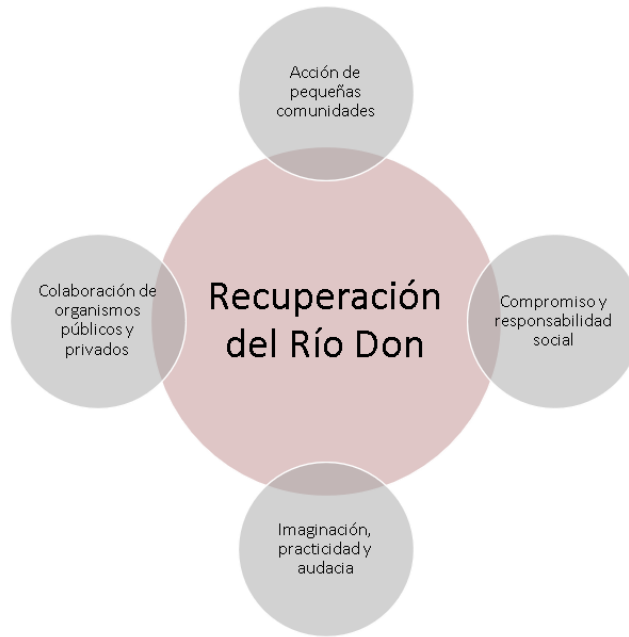 Acción de
pequeñas
comunidades
Colaboración de
organismos
públicos y
privados
Recuperación
del Río Don
Compromiso y
responsabilidad
social
Imaginación,
practicidad y
audacia